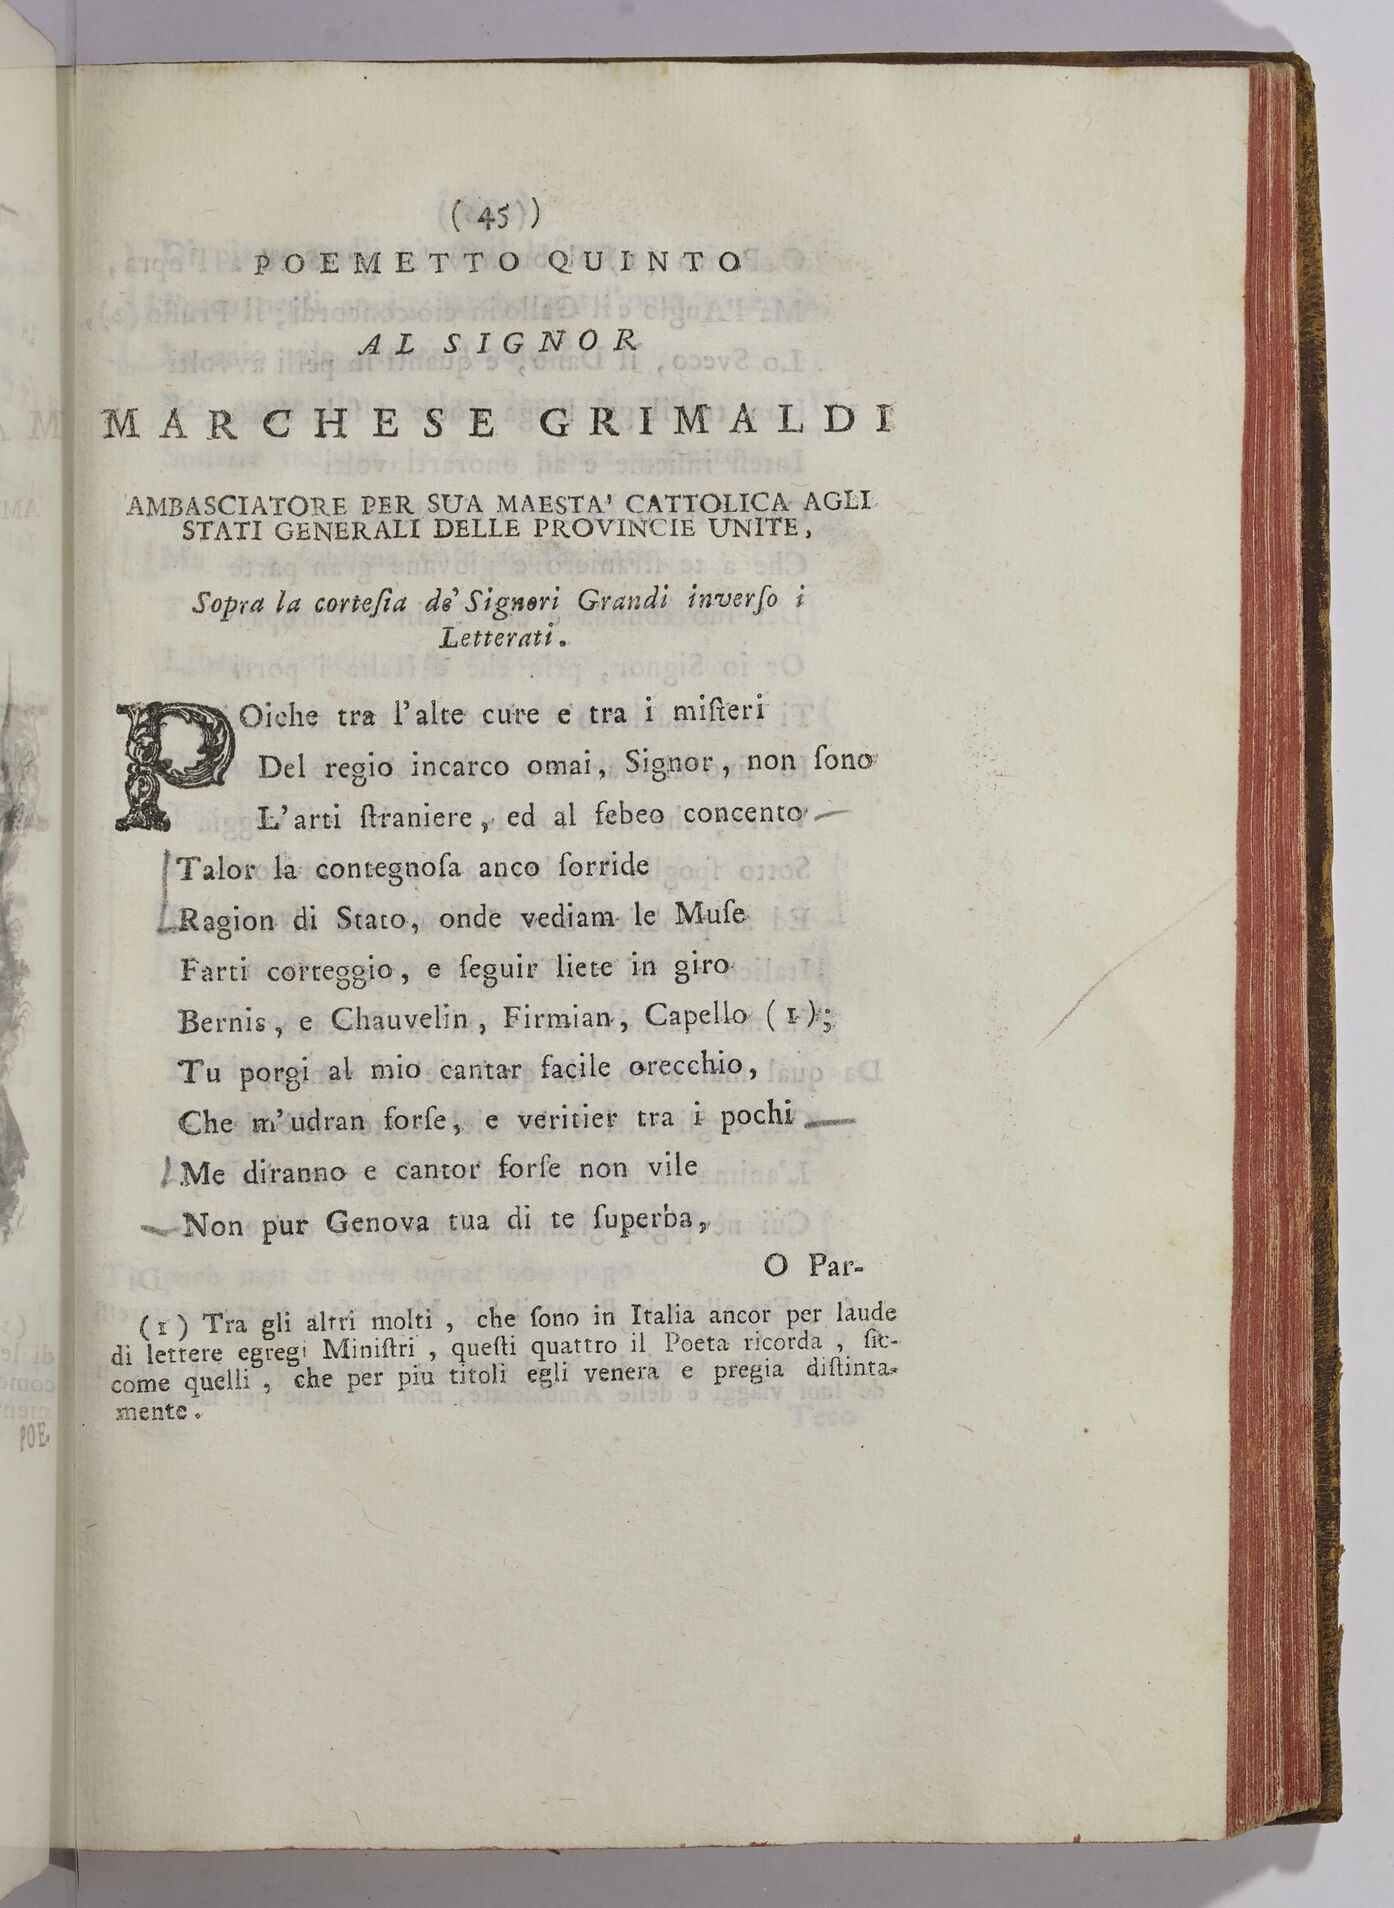 ( 45 )
POEMETTO QUINTO
AL SIGNOR
MARCHESE GRIMALDI
AMBASCIATORE PER SUA MAESTA' CATTOLICA AGLI
STATI GENERALI DELLE PROVINCIE UNITE,
Sopra la corteſia de' Signori Grandi inverſo i
Letterati.
POiche tra l'alte cure e tra i miſteri
Del regio incarco omai, Signor, non ſono
L'arti ſtraniere, ed al febeo concento
Talor la contegnoſa anco ſorride
Ragion di Stato, onde vediam le Muſe
Farti corteggio, e ſeguir liete in giro
Bernis, e Chauvelin, Firmian, Capello (1);
Tu porgi al mio cantar facile orecchio,
Che m'udran forſe, e veritier tra i pochi
Me diranno e cantor forſe non vile
Non pur Genova tua di te ſuperba,
O Par-
(1) Tra gli altri molti, che ſono in Italia ancor per laude
di lettere egregi Miniſtri, queſti quattro il Poeta ricorda, ſic-
come quelli, che per piu titoli egli venera e pregia diſtinta-
mente.
POE-